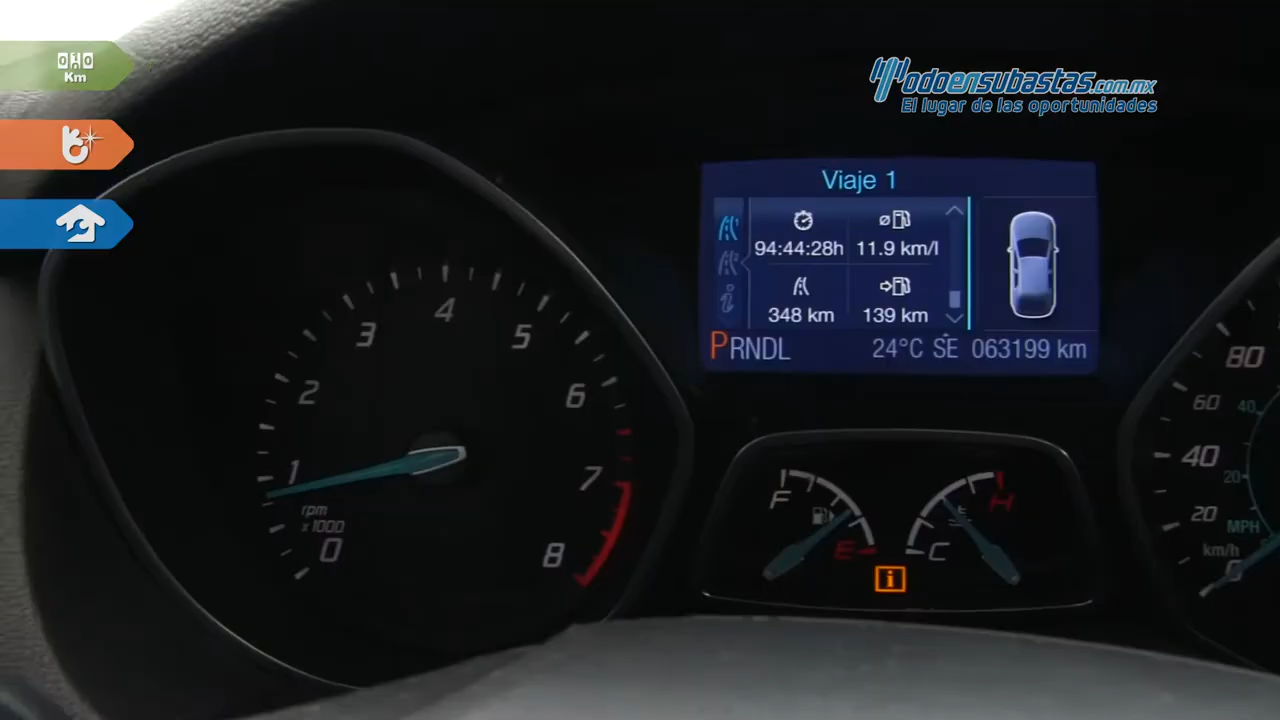 040
Km
Modoensubastas.com.mx
El lugar de las oportunidades
Viaje 1
94:44:28h
11.9 km/l
348 km
139 km
PRNDL
24°C
SE
063199 km
0
1
2
3
4
5
6
7
8
rpm
x1000
F
E
C
H
i
0
20
40
60
80
20
40
MPH
km/h